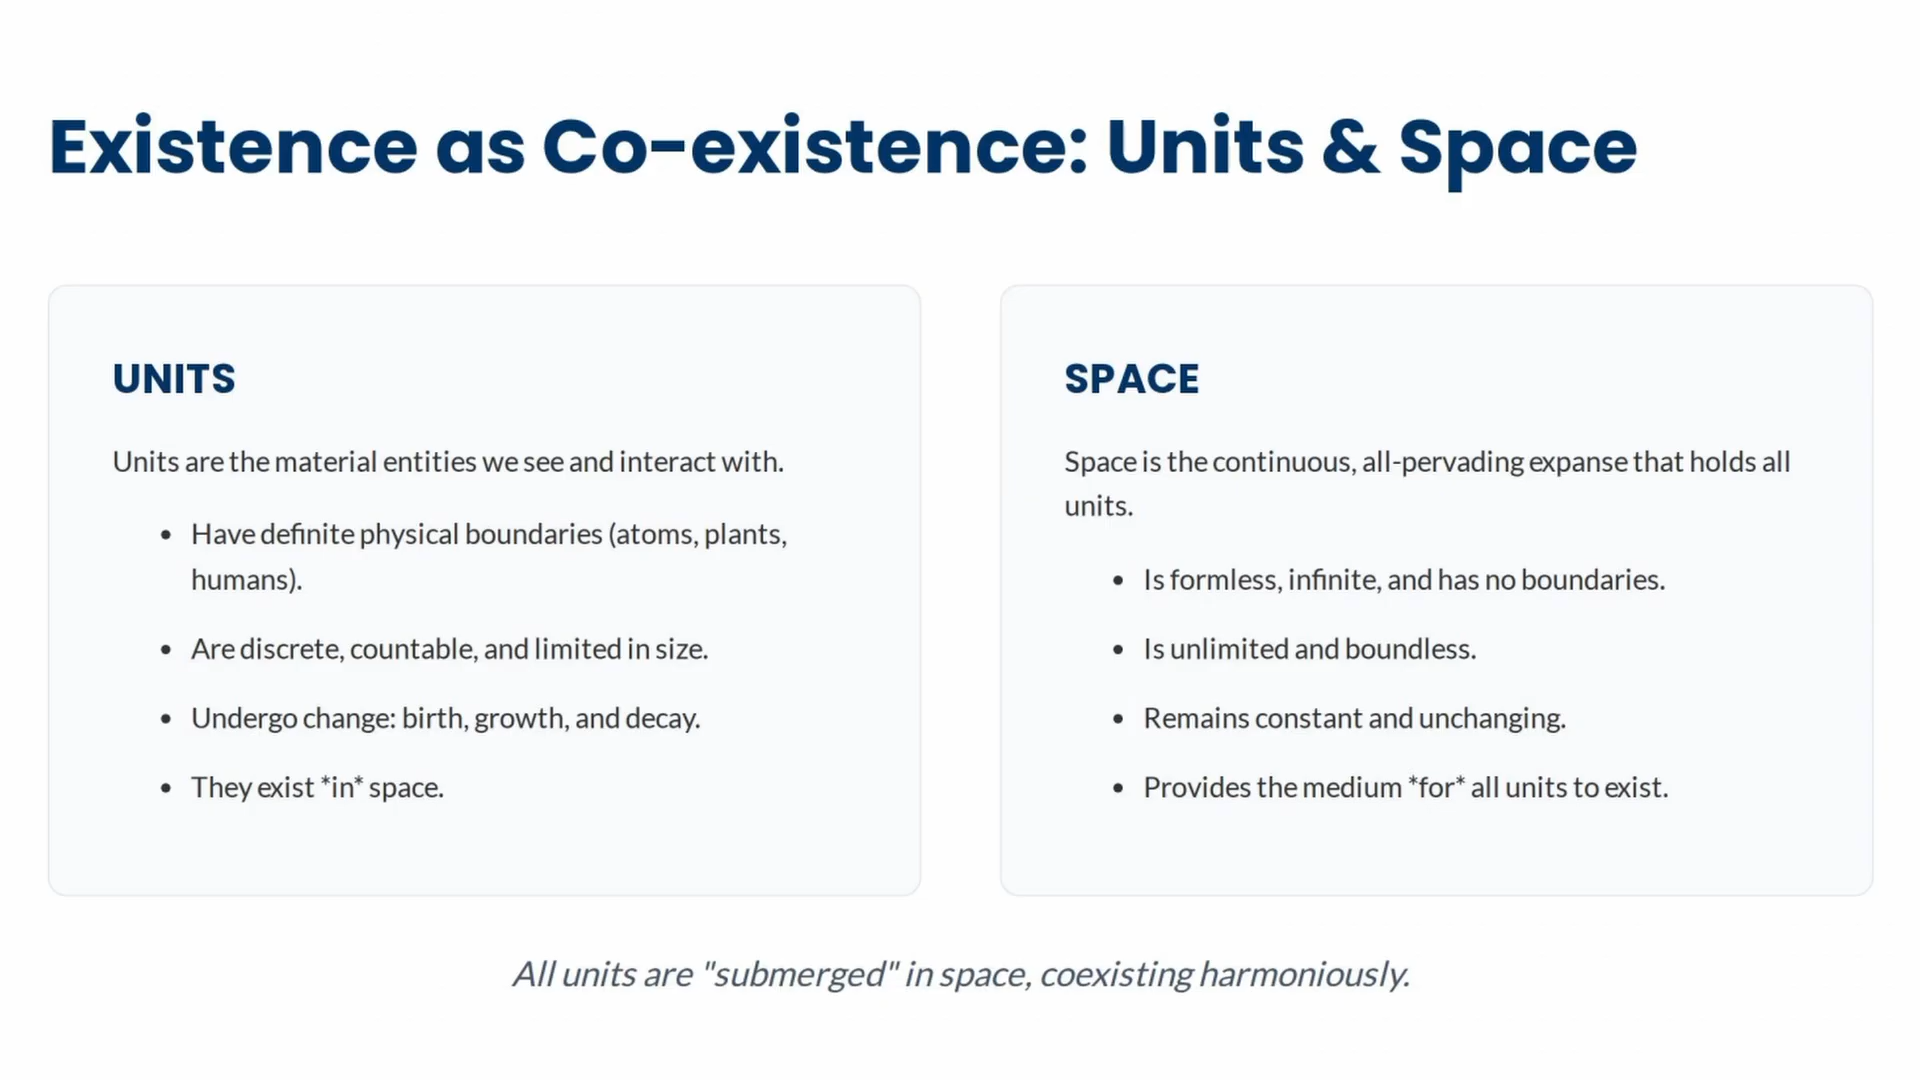 Existence as Co-existence: Units & Space
UNITS
Units are the material entities we see and interact with.
• Have definite physical boundaries (atoms, plants,
humans).
• Are discrete, countable, and limited in size.
• Undergo change: birth, growth, and decay.
• They exist *in* space.
SPACE
Space is the continuous, all-pervading expanse that holds all
units.
• Is formless, infinite, and has no boundaries.
• Is unlimited and boundless.
• Remains constant and unchanging.
• Provides the medium *for* all units to exist.
All units are "submerged" in space, coexisting harmoniously.